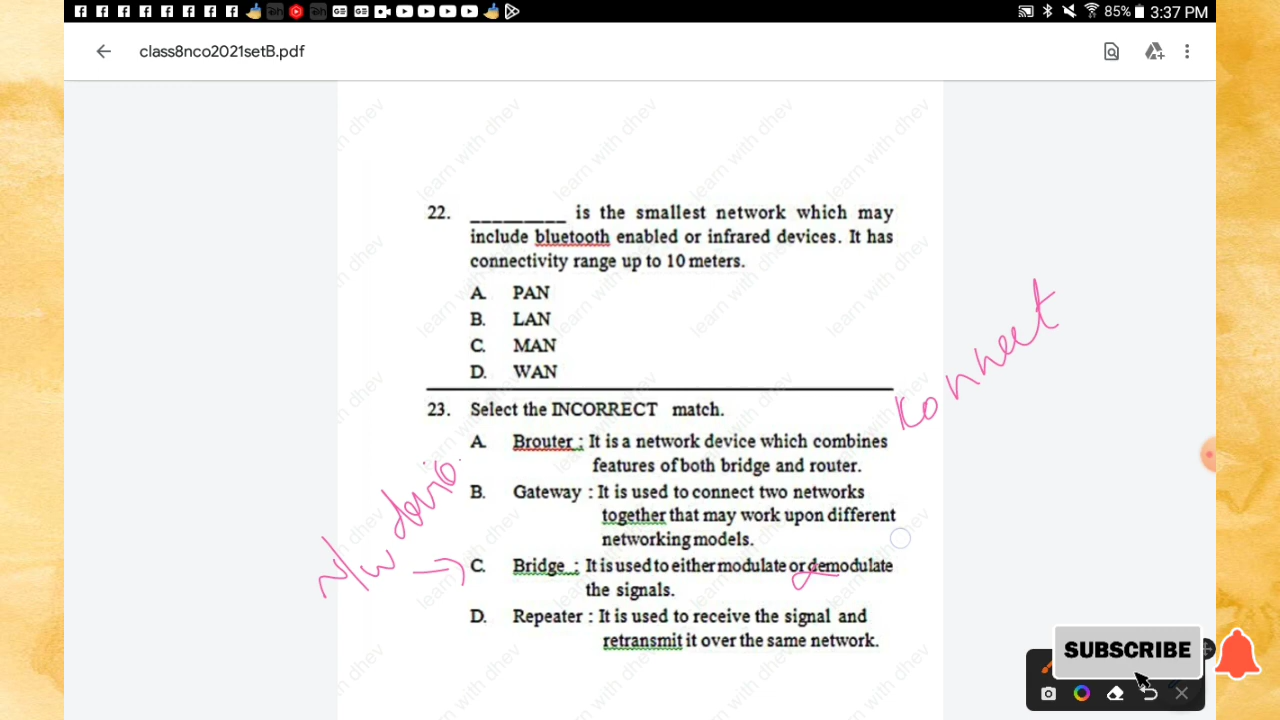 85% 3:37 PM
class8nco2021setB.pdf
learn with dhev
22. _________ is the smallest network which may
include bluetooth enabled or infrared devices. It has
connectivity range up to 10 meters.
A. PAN
B. LAN
C. MAN
D. WAN
connect
23. Select the INCORRECT match.
A. Brouter : It is a network device which combines
features of both bridge and router.
B. Gateway : It is used to connect two networks
together that may work upon different
networking models.
N/w
C. Bridge : It is used to either modulate or demodulate
the signals.
D. Repeater : It is used to receive the signal and
retransmit it over the same network.
SUBSCRIBE